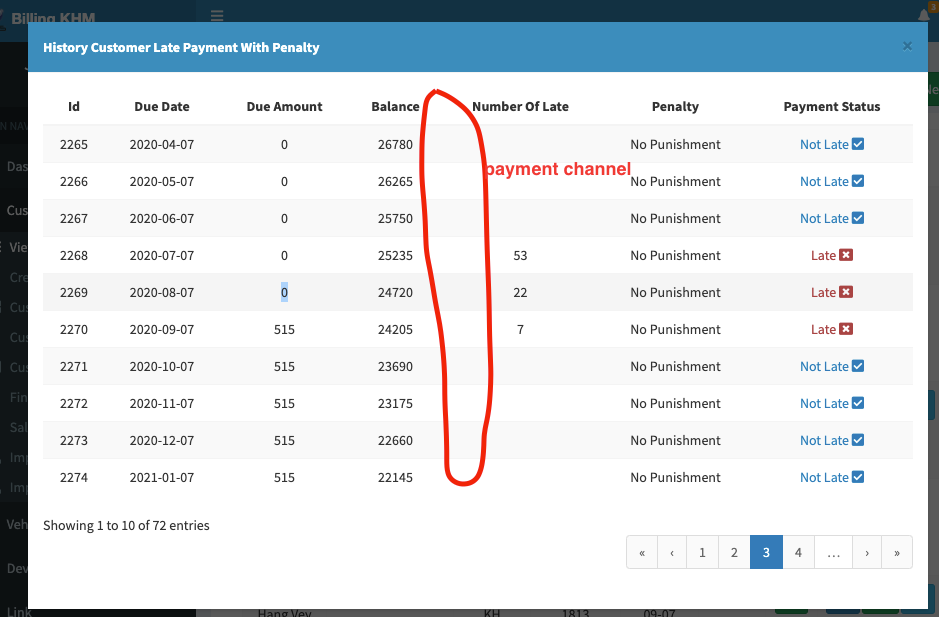 Billing KHM
3
History Customer Late Payment With Penalty ×
Id Due Date Due Amount Balance Number Of Late Penalty Payment Status
2265 2020-04-07 0 26780 No Punishment Not Late
payment channel
2266 2020-05-07 0 26265 No Punishment Not Late
2267 2020-06-07 0 25750 No Punishment Not Late
2268 2020-07-07 0 25235 53 No Punishment Late
2269 2020-08-07 0 24720 22 No Punishment Late
2270 2020-09-07 515 24205 7 No Punishment Late
2271 2020-10-07 515 23690 No Punishment Not Late
2272 2020-11-07 515 23175 No Punishment Not Late
2273 2020-12-07 515 22660 No Punishment Not Late
2274 2021-01-07 515 22145 No Punishment Not Late
Showing 1 to 10 of 72 entries
« ‹ 1 2 3 4 … › »
Das
Cus
Vie
Cre
Cus
Cus
Cus
Fin
Sal
Imp
Imp
Veh
Dev
Link
Hang Vey KH 1813 09-07